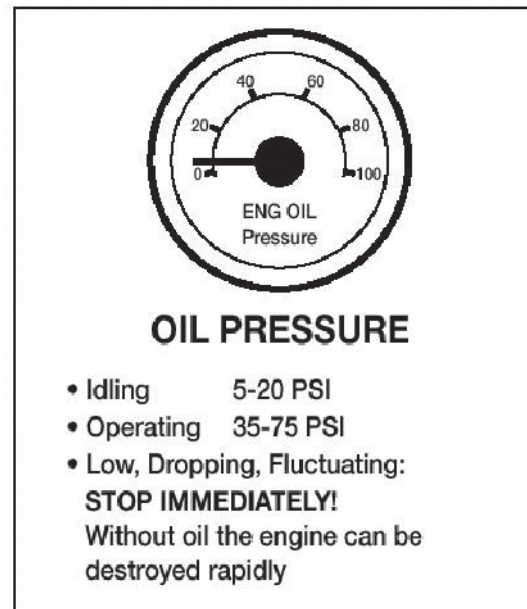 40 60
20 80
0 100
ENG OIL
Pressure
OIL PRESSURE
• Idling 5-20 PSI
• Operating 35-75 PSI
• Low, Dropping, Fluctuating:
STOP IMMEDIATELY!
Without oil the engine can be
destroyed rapidly